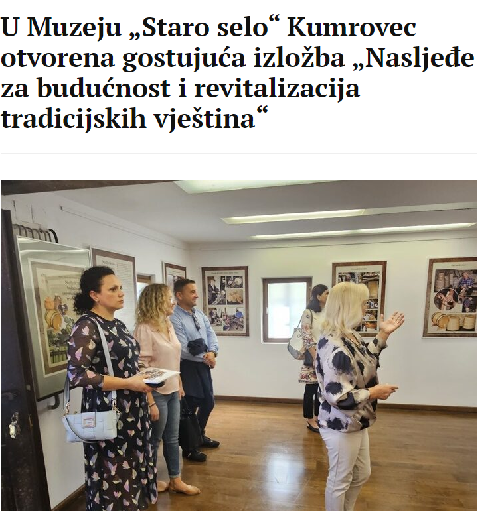 U Muzeju „Staro selo“ Kumrovec
otvorena gostujuća izložba „Nasljeđe
za budućnost i revitalizacija
tradicijskih vještina“